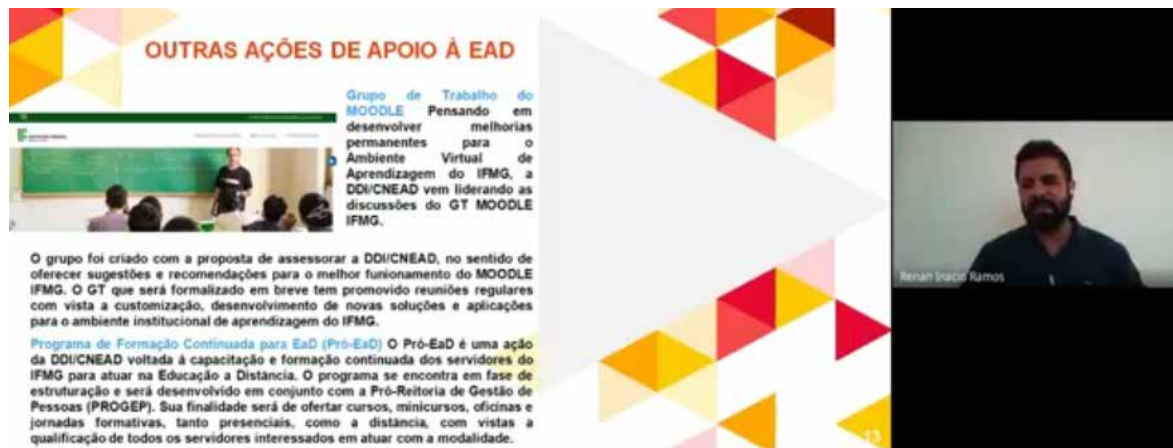 OUTRAS AÇÕES DE APOIO À EAD
Grupo de Trabalho do
MOODLE Pensando em
desenvolver melhorias
permanentes para o
Ambiente Virtual de
Aprendizagem do IFMG, a
DDI/CNEAD vem liderando as
discussões do GT MOODLE
IFMG.
O grupo foi criado com a proposta de assessorar a DDI/CNEAD, no sentido de
oferecer sugestões e recomendações para o melhor funionamento do MOODLE
IFMG. O GT que será formalizado em breve tem promovido reuniões regulares
com vista a customização, desenvolvimento de novas soluções e aplicações
para o ambiente institucional de aprendizagem do IFMG.
Programa de Formação Continuada para EaD (Pró-EaD) O Pró-EaD é uma ação
da DDI/CNEAD voltada á capacitação e formação continuada dos servidores do
IFMG para atuar na Educação a Distância. O programa se encontra em fase de
estruturação e será desenvolvido em conjunto com a Pró-Reitoria de Gestão de
Pessoas (PROGEP). Sua finalidade será de ofertar cursos, minicursos, oficinas e
jornadas formativas, tanto presenciais, como a distância, com vistas a
qualificação de todos os servidores interessados em atuar com a modalidade.
13
Renan Inacio Ramos